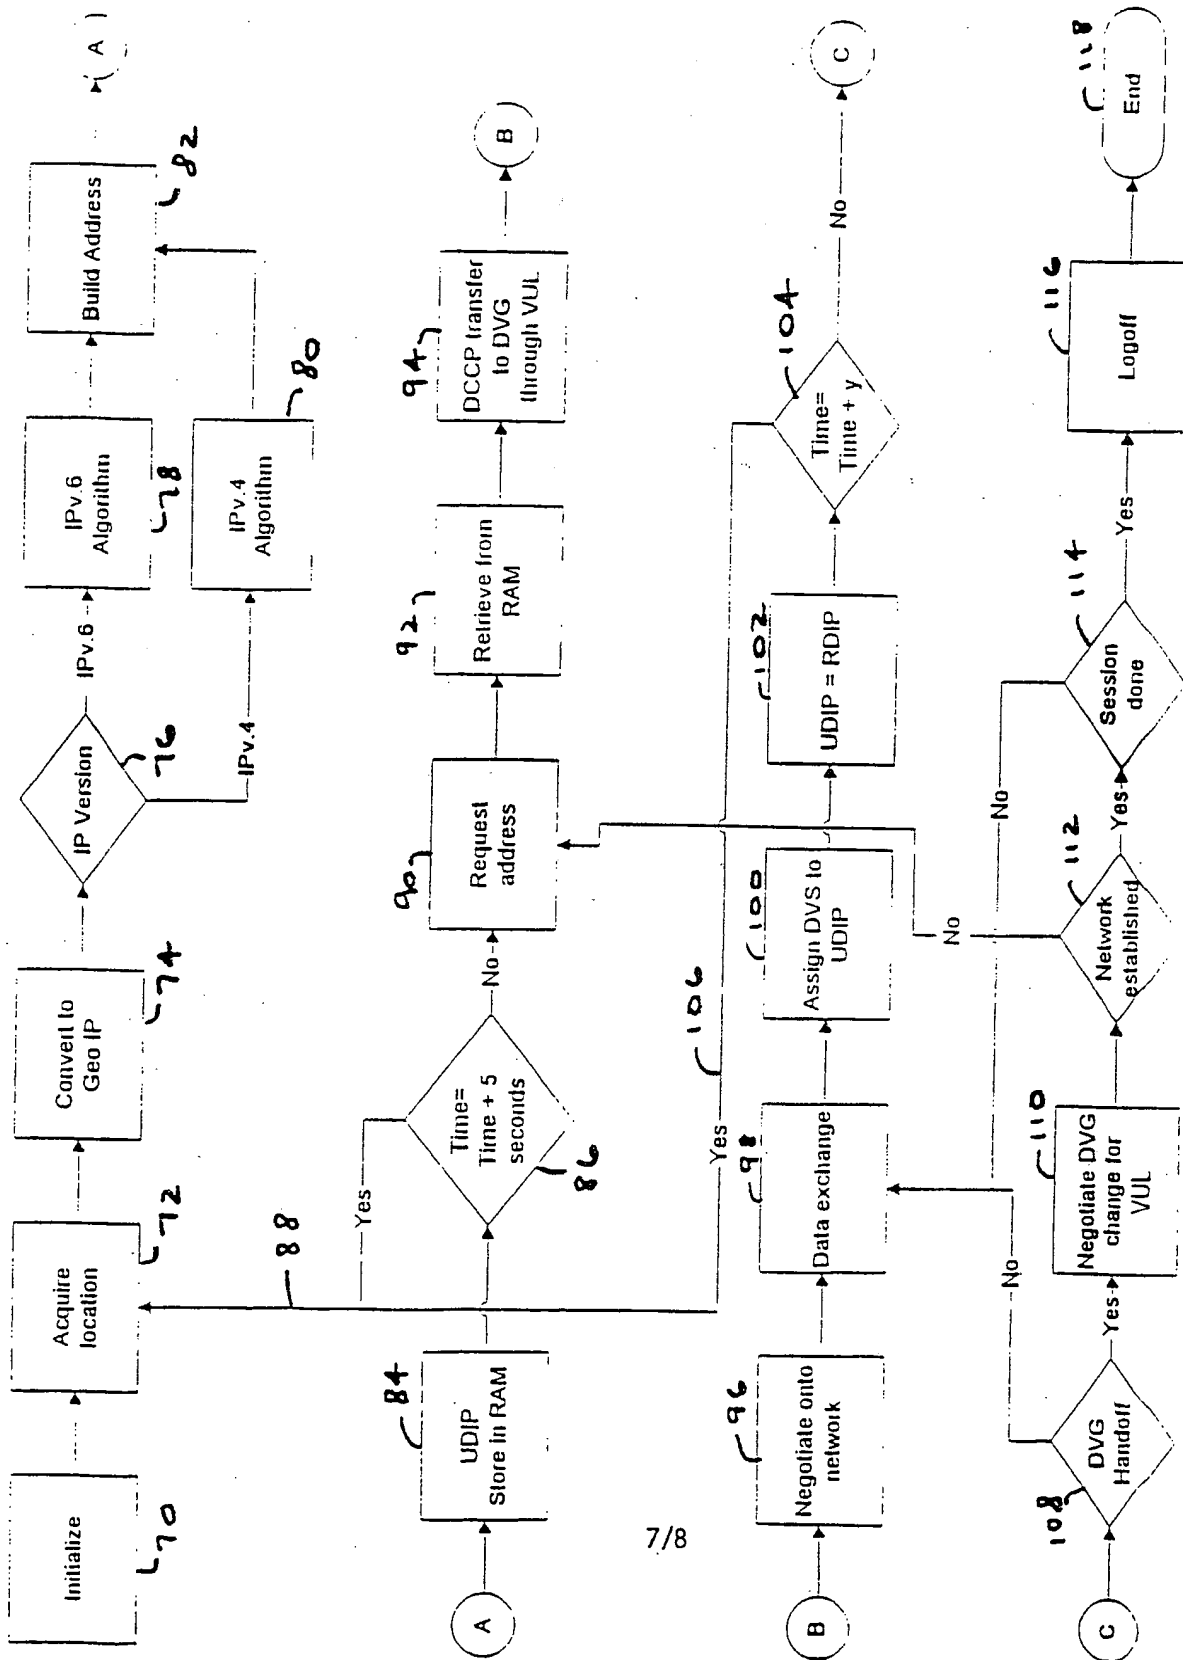 Initialize
70
Acquire
location
72
Convert to
Geo IP
74
IP Version
76
IPv.6
IPv.4
IPv.6
Algorithm
78
IPv.4
Algorithm
80
Build Address
82
A
A
UDIP
Store in RAM
84
Time=
Time + 5
seconds
86
Yes
88
No
Request
address
90
Retrieve from
RAM
92
DCCP transfer
to DVG
through VUL
94
B
B
Negotiate onto
network
96
Data exchange
98
Assign DVS to
UDIP
100
UDIP = RDIP
102
Time=
Time + y
104
Yes
106
No
C
C
DVG
Handoff
108
No
Yes
Negotiate DVG
change for
VUL
110
Network
established
112
No
Yes
Session
done
114
No
Yes
Logoff
116
End
118
7/8